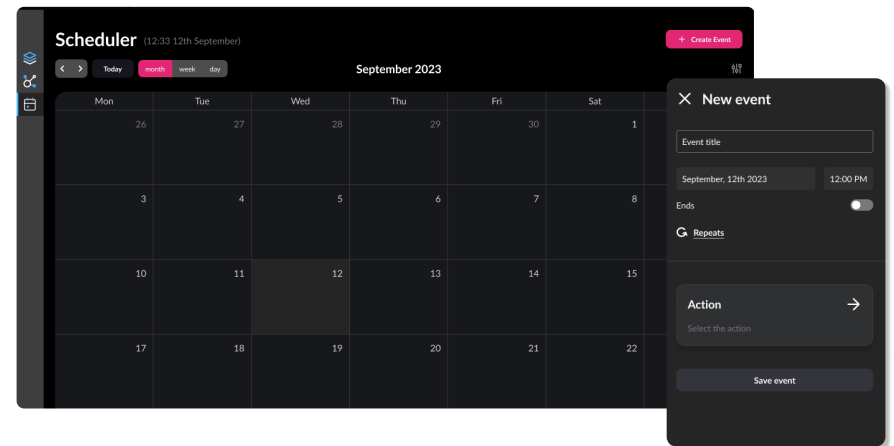 Scheduler (12:33 12th September)
+ Create Event
< > Today month week day
September 2023
Mon Tue Wed Thu Fri Sat
26 27 28 29 30 1
3 4 5 6 7 8
10 11 12 13 14 15
17 18 19 20 21 22
New event
Event title
September, 12th 2023 12:00 PM
Ends
Repeats
Action
Select the action
Save event